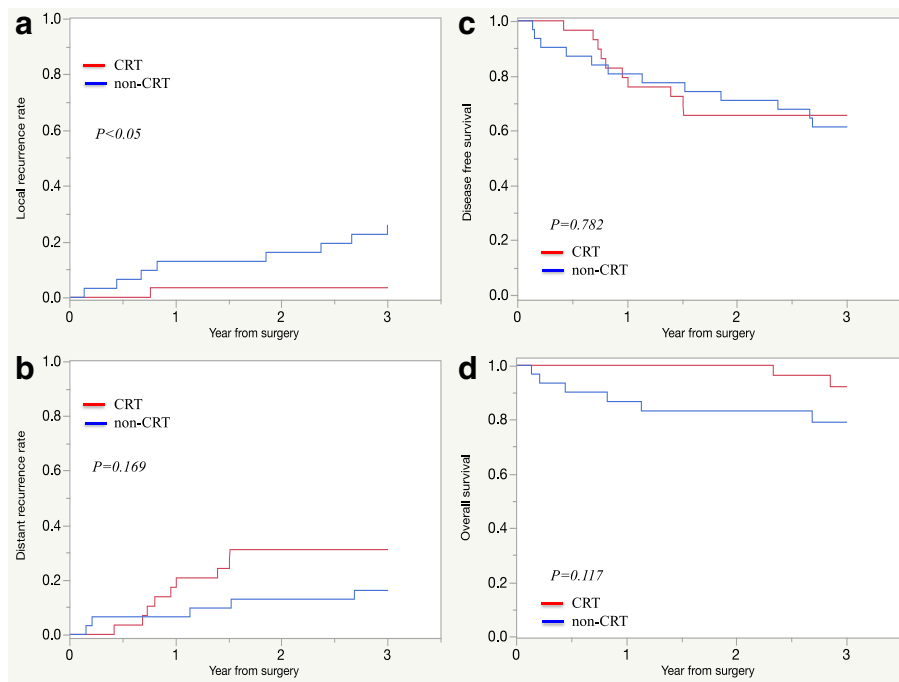 a
1.0
0.8
0.6
0.4
0.2
0.0
Local recurrence rate
CRT
non-CRT
P<0.05
0
1
2
3
Year from surgery
c
1.0
0.8
0.6
0.4
0.2
0.0
Disease free survival
P=0.782
CRT
non-CRT
0
1
2
3
Year from surgery
b
1.0
0.8
0.6
0.4
0.2
0.0
Distant recurrence rate
CRT
non-CRT
P=0.169
0
1
2
3
Year from surgery
d
1.0
0.8
0.6
0.4
0.2
0.0
Overall survival
P=0.117
CRT
non-CRT
0
1
2
3
Year from surgery